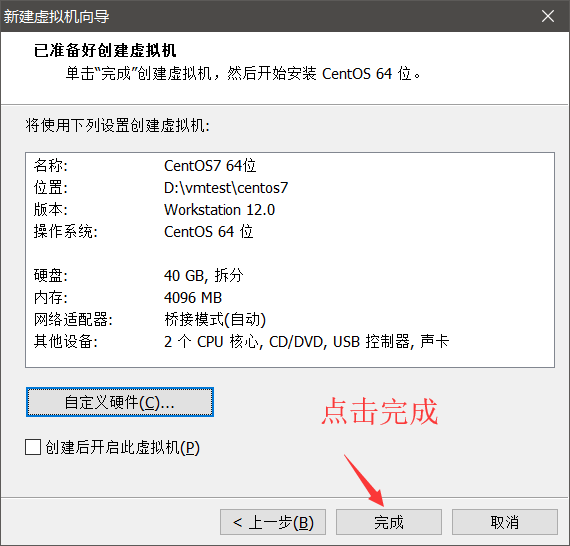 新建虚拟机向导
已准备好创建虚拟机
单击“完成”创建虚拟机，然后开始安装 CentOS 64 位。
将使用下列设置创建虚拟机:
名称: CentOS7 64位
位置: D:\vmtest\centos7
版本: Workstation 12.0
操作系统: CentOS 64 位
硬盘: 40 GB, 拆分
内存: 4096 MB
网络适配器: 桥接模式(自动)
其他设备: 2 个 CPU 核心, CD/DVD, USB 控制器, 声卡
自定义硬件(C)...
点击完成
创建后开启此虚拟机(P)
< 上一步(B) 完成 取消